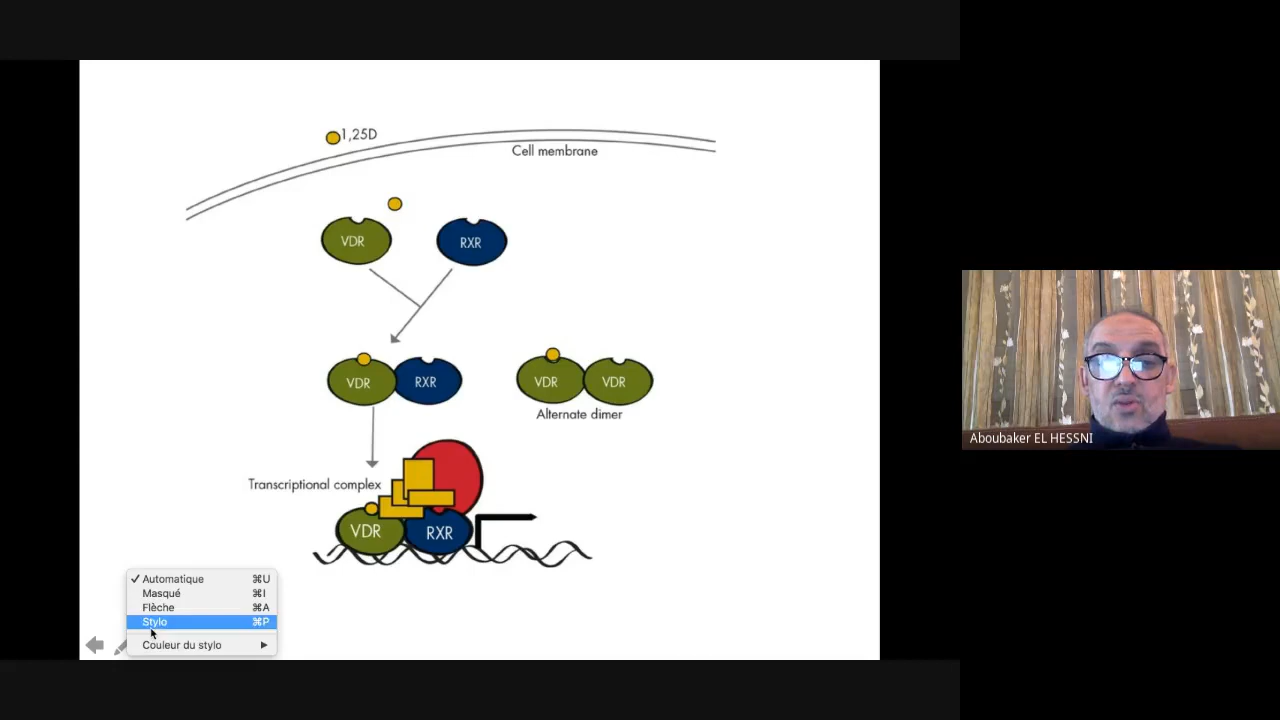 1,25D
Cell membrane
VDR
RXR
VDR
RXR
VDR
VDR
Alternate dimer
Transcriptional complex
VDR
RXR
✓ Automatique ⌘U
Masqué ⌘I
Flèche ⌘A
Stylo ⌘P
Couleur du stylo
Aboubaker EL HESSNI